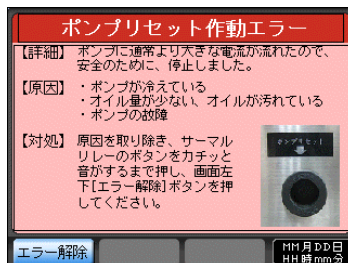 ポンプリセット作動エラー
【詳細】 ポンプに通常より大きな電流が流れたので、
安全のために、停止しました。
【原因】 ・ポンプが冷えている
・オイル量が少ない、オイルが汚れている
・ポンプの故障
【対処】 原因を取り除き、サーマル
リレーのボタンをカチッと
音がするまで押し、画面左
下[エラー解除]ボタンを押
してください。
ポンプリセット
エラー解除
MM月DD日
HH時mm分